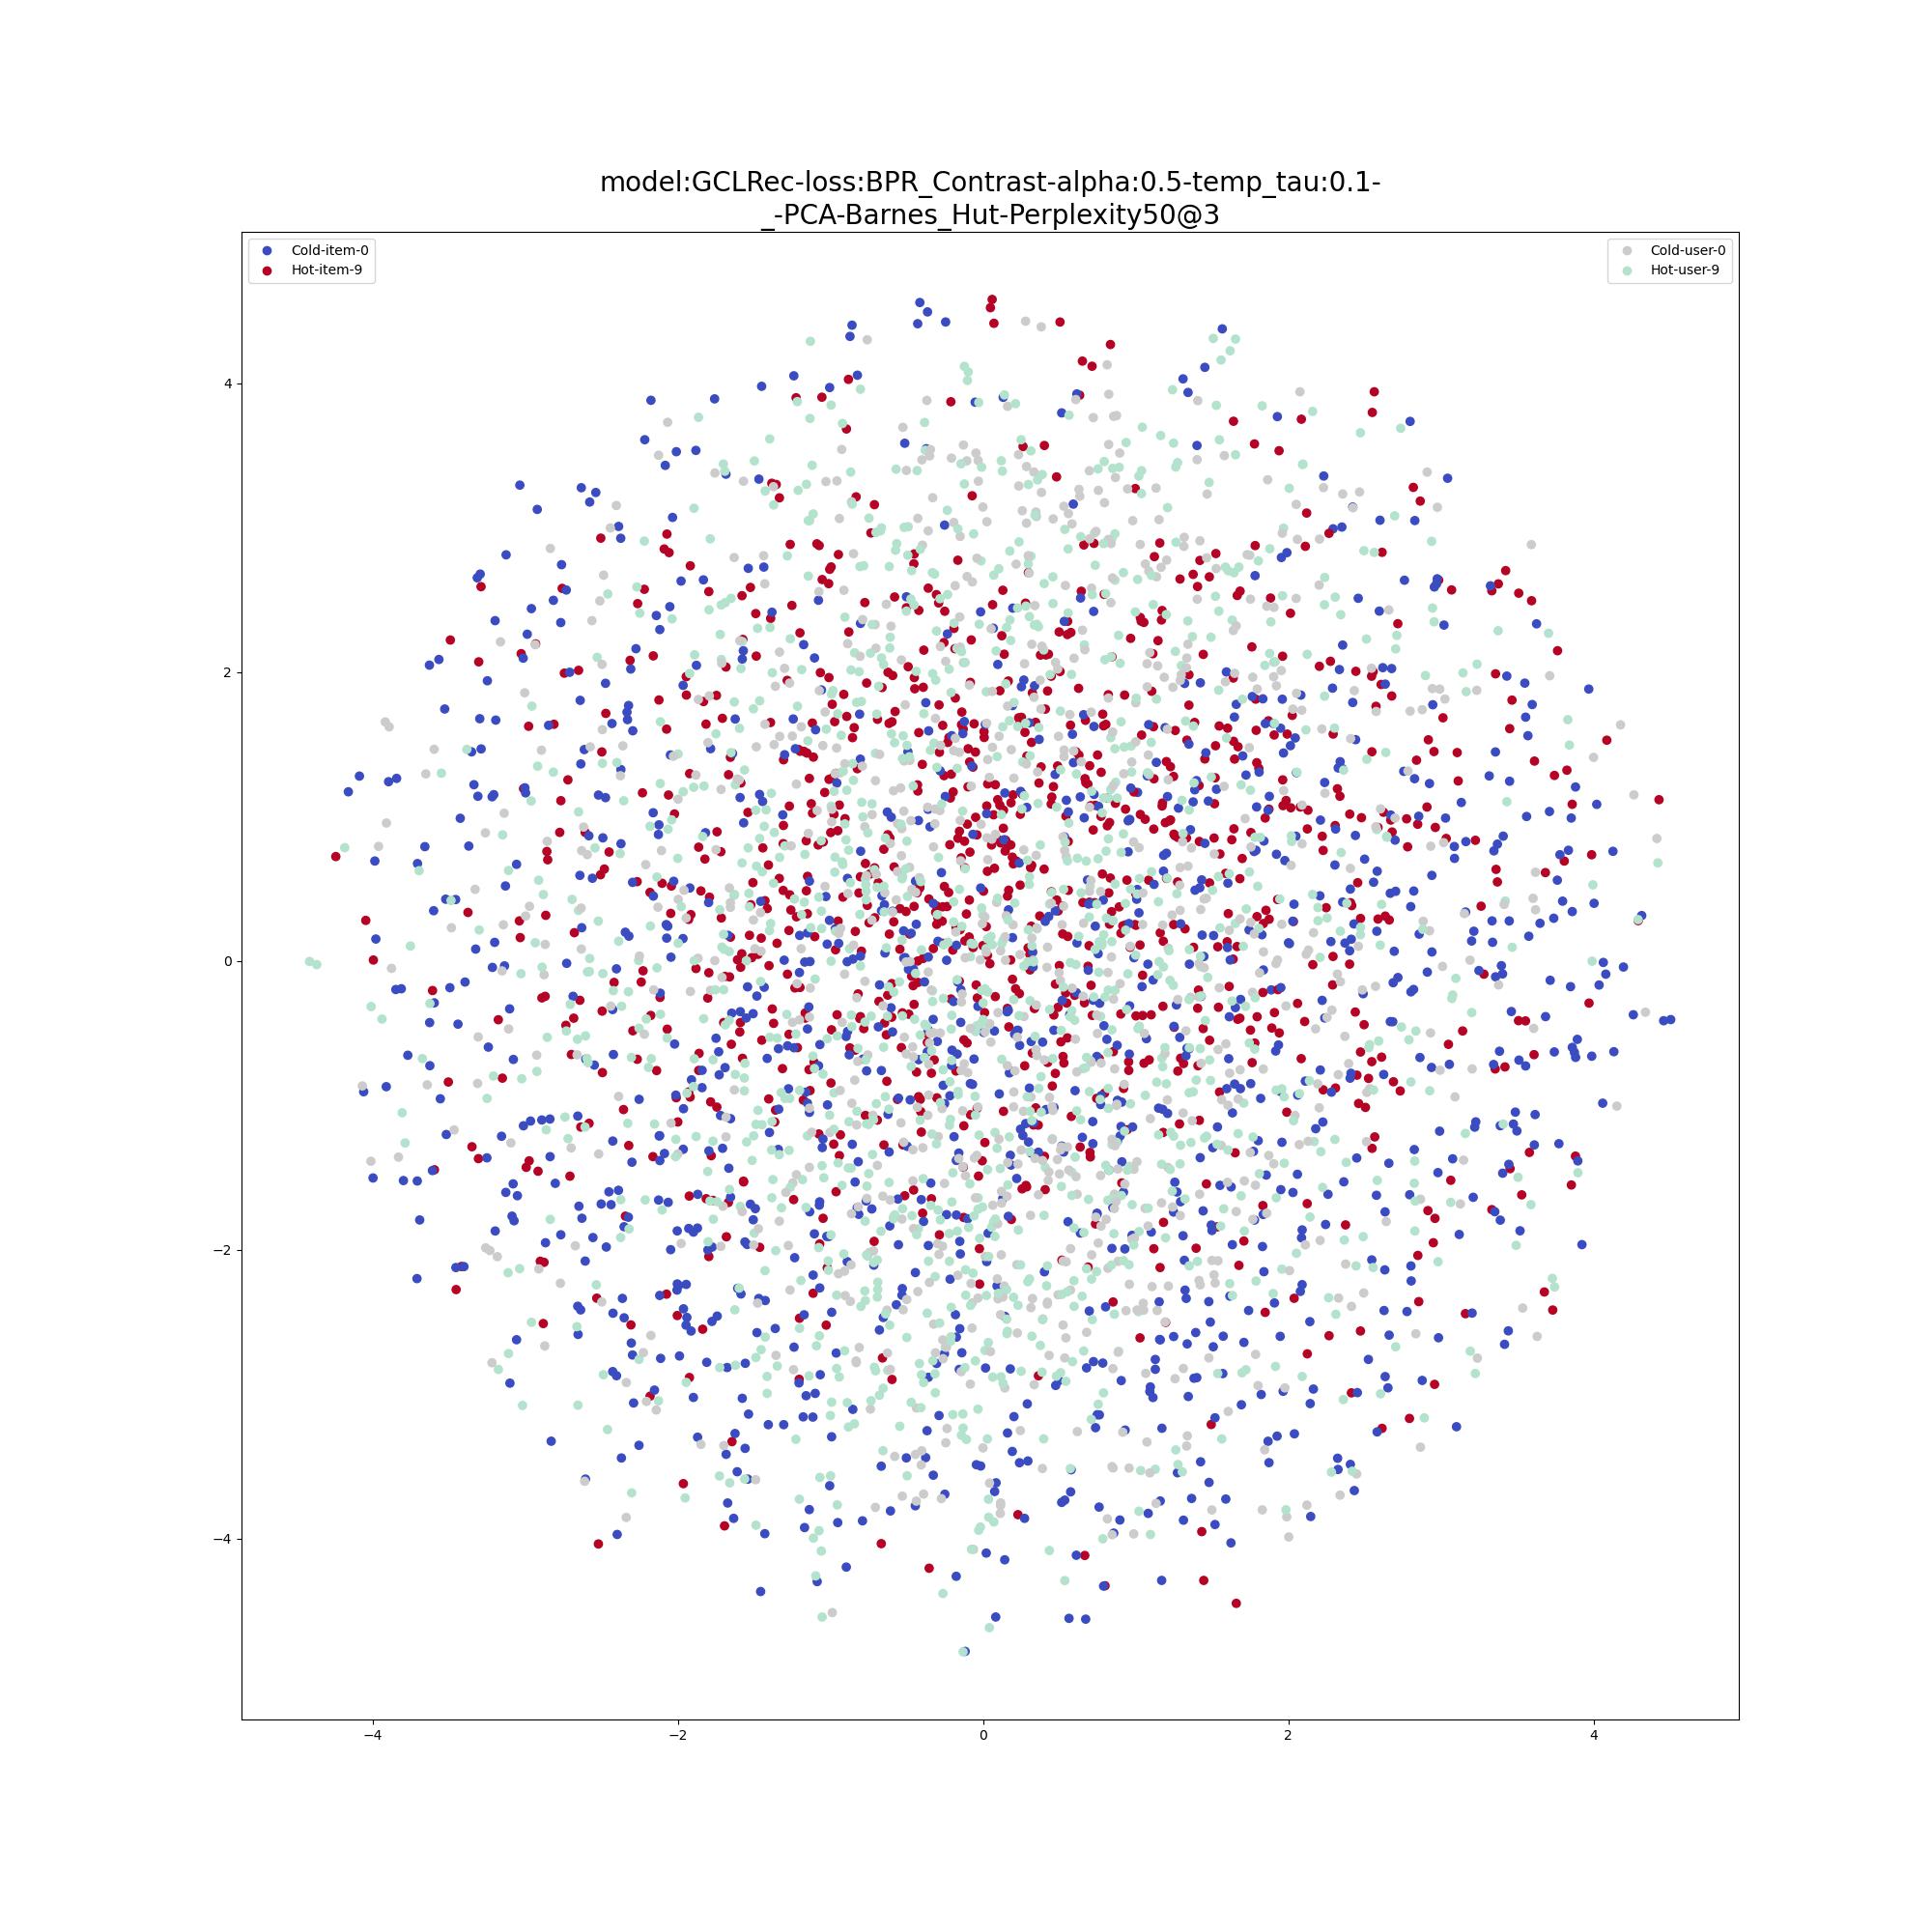 model:GCLRec-loss:BPR_Contrast-alpha:0.5-temp_tau:0.1-
_-PCA-Barnes_Hut-Perplexity50@3
Cold-item-0
Hot-item-9
Cold-user-0
Hot-user-9
4
2
0
−2
−4
−4
−2
0
2
4